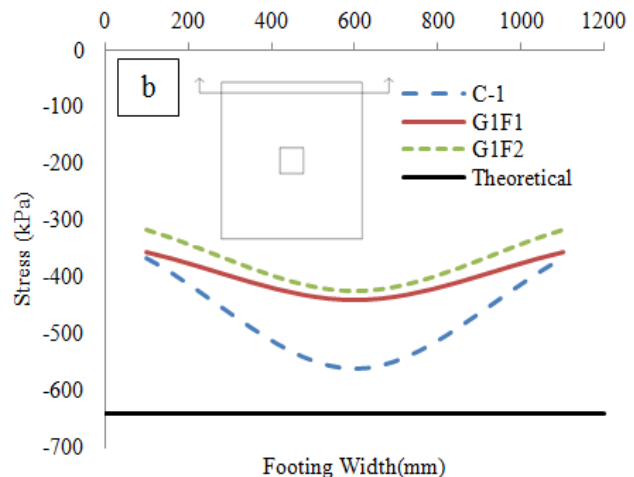 0 200 400 600 800 1000 1200
0
-100
-200
-300
-400
-500
-600
-700
Stress (kPa)
b
C-1
G1F1
G1F2
Theoretical
Footing Width(mm)